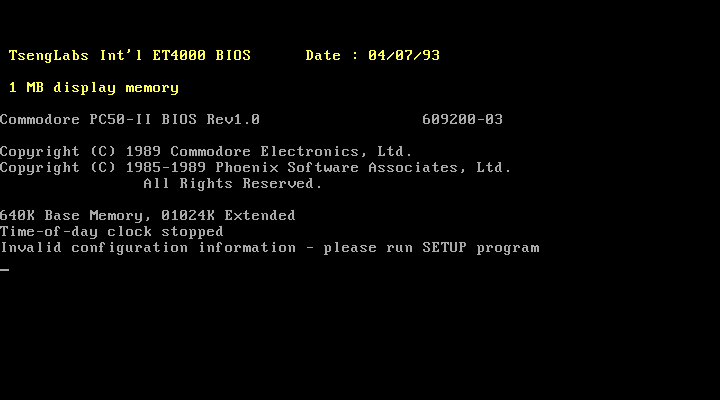 TsengLabs Int'l ET4000 BIOS Date : 04/07/93
1 MB display memory
Commodore PC50-II BIOS Rev1.0 609200-03
Copyright (C) 1989 Commodore Electronics, Ltd.
Copyright (C) 1985-1989 Phoenix Software Associates, Ltd.
All Rights Reserved.
640K Base Memory, 01024K Extended
Time-of-day clock stopped
Invalid configuration information - please run SETUP program